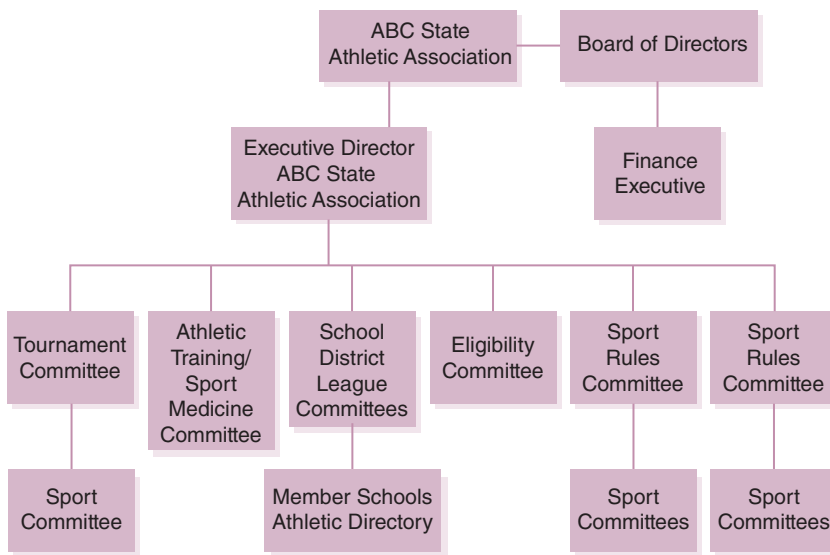 ABC State
Athletic Association
Board of Directors
Executive Director
ABC State
Athletic Association
Finance
Executive
Tournament
Committee
Athletic
Training/
Sport
Medicine
Committee
School
District
League
Committees
Eligibility
Committee
Sport
Rules
Committee
Sport
Rules
Committee
Sport
Committee
Member Schools
Athletic Directory
Sport
Committees
Sport
Committees